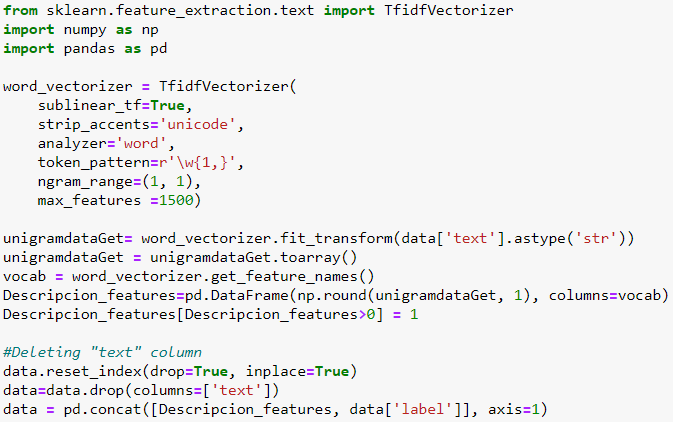 from sklearn.feature_extraction.text import TfidfVectorizer
import numpy as np
import pandas as pd

word_vectorizer = TfidfVectorizer(
    sublinear_tf=True,
    strip_accents='unicode',
    analyzer='word',
    token_pattern=r'\w{1,}',
    ngram_range=(1, 1),
    max_features =1500)

unigramdataGet= word_vectorizer.fit_transform(data['text'].astype('str'))
unigramdataGet = unigramdataGet.toarray()
vocab = word_vectorizer.get_feature_names()
Descripcion_features=pd.DataFrame(np.round(unigramdataGet, 1), columns=vocab)
Descripcion_features[Descripcion_features>0] = 1

#Deleting "text" column
data.reset_index(drop=True, inplace=True)
data=data.drop(columns=['text'])
data = pd.concat([Descripcion_features, data['label']], axis=1)